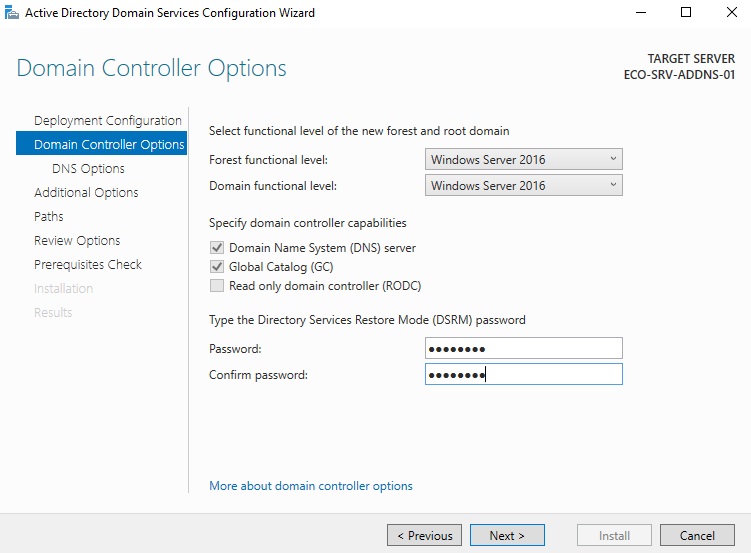 Active Directory Domain Services Configuration Wizard
Domain Controller Options
TARGET SERVER
ECO-SRV-ADDNS-01
Deployment Configuration
Domain Controller Options
DNS Options
Additional Options
Paths
Review Options
Prerequisites Check
Installation
Results
Select functional level of the new forest and root domain
Forest functional level: Windows Server 2016
Domain functional level: Windows Server 2016
Specify domain controller capabilities
Domain Name System (DNS) server
Global Catalog (GC)
Read only domain controller (RODC)
Type the Directory Services Restore Mode (DSRM) password
Password: ●●●●●●●●
Confirm password: ●●●●●●●●
More about domain controller options
< Previous Next > Install Cancel